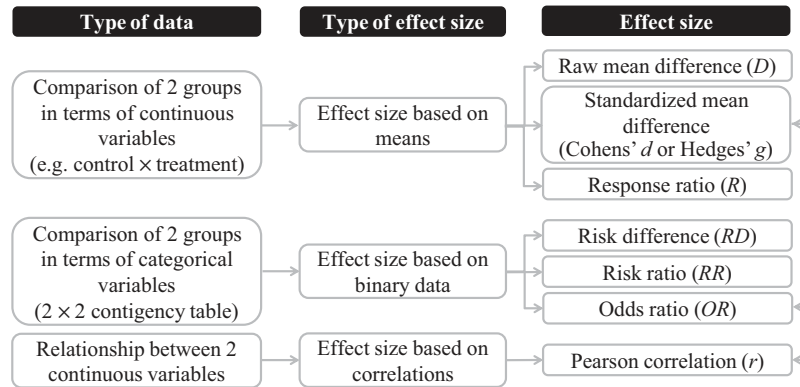 Type of data
Type of effect size
Effect size
Comparison of 2 groups
in terms of continuous
variables
(e.g. control × treatment)
Effect size based on
means
Raw mean difference (D)
Standardized mean
difference
(Cohens’ d or Hedges’ g)
Response ratio (R)
Comparison of 2 groups
in terms of categorical
variables
(2 × 2 contigency table)
Effect size based on
binary data
Risk difference (RD)
Risk ratio (RR)
Odds ratio (OR)
Relationship between 2
continuous variables
Effect size based on
correlations
Pearson correlation (r)